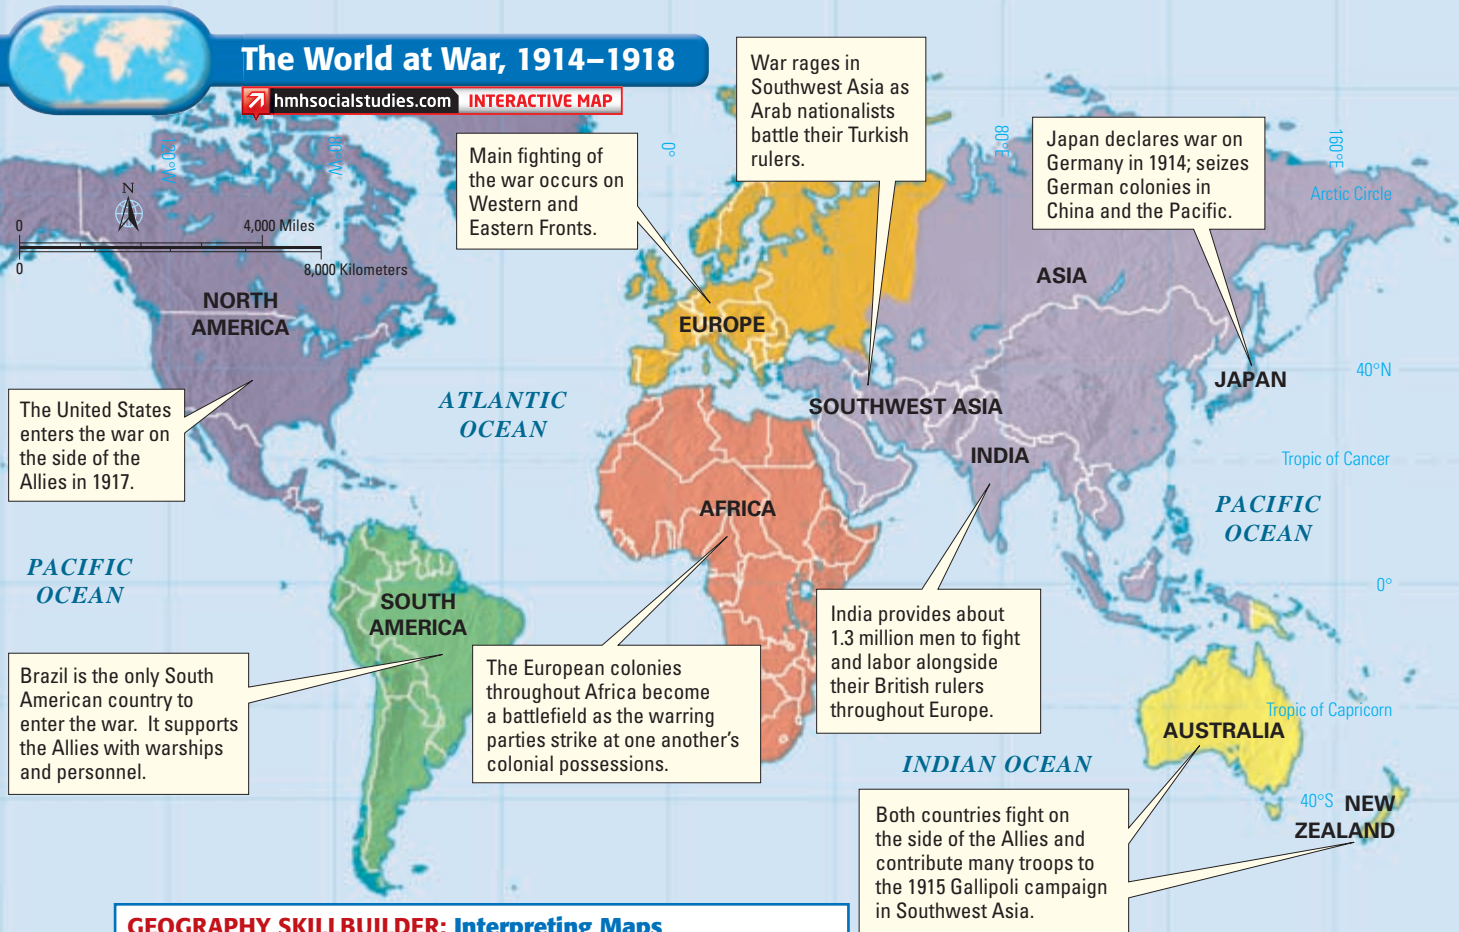 The World at War, 1914–1918
hmhsocialstudies.com INTERACTIVE MAP
War rages in
Southwest Asia as
Arab nationalists
battle their Turkish
rulers.
Main fighting of
the war occurs on
Western and
Eastern Fronts.
Japan declares war on
Germany in 1914; seizes
German colonies in
China and the Pacific.
120°W
80°W
0°
80°E
160°E
Arctic Circle
N
0
4,000 Miles
0
8,000 Kilometers
NORTH
AMERICA
EUROPE
ASIA
JAPAN
40°N
The United States
enters the war on
the side of the
Allies in 1917.
ATLANTIC
OCEAN
SOUTHWEST ASIA
INDIA
Tropic of Cancer
AFRICA
PACIFIC
OCEAN
PACIFIC
OCEAN
0°
SOUTH
AMERICA
India provides about
1.3 million men to fight
and labor alongside
their British rulers
throughout Europe.
Brazil is the only South
American country to
enter the war. It supports
the Allies with warships
and personnel.
The European colonies
throughout Africa become
a battlefield as the warring
parties strike at one another's
colonial possessions.
Tropic of Capricorn
AUSTRALIA
INDIAN OCEAN
40°S
NEW
ZEALAND
Both countries fight on
the side of the Allies and
contribute many troops to
the 1915 Gallipoli campaign
in Southwest Asia.
GEOGRAPHY SKILLBUILDER: Interpreting Maps